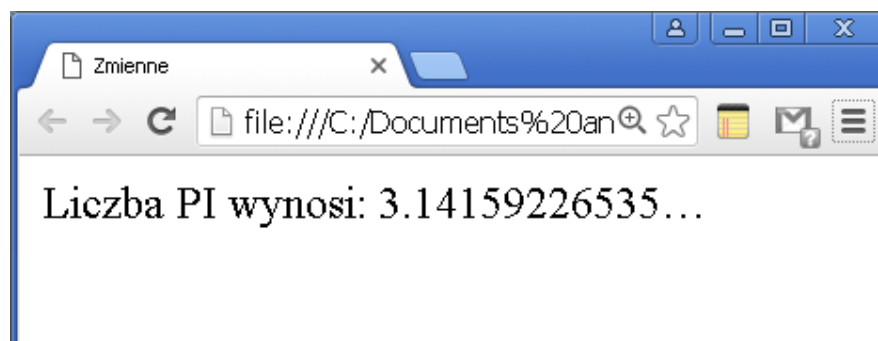 Zmienne
file:///C:/Documents%20an
Liczba PI wynosi: 3.14159226535…